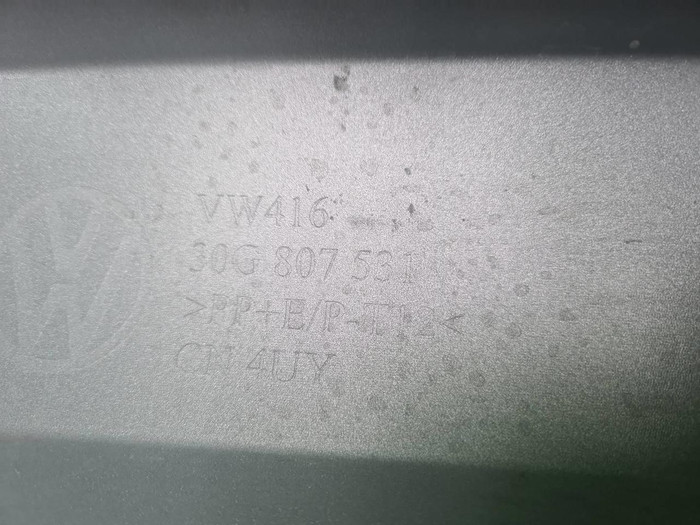 VW416
30G 807 531
>PP+E/P-T12<
CN 4UY